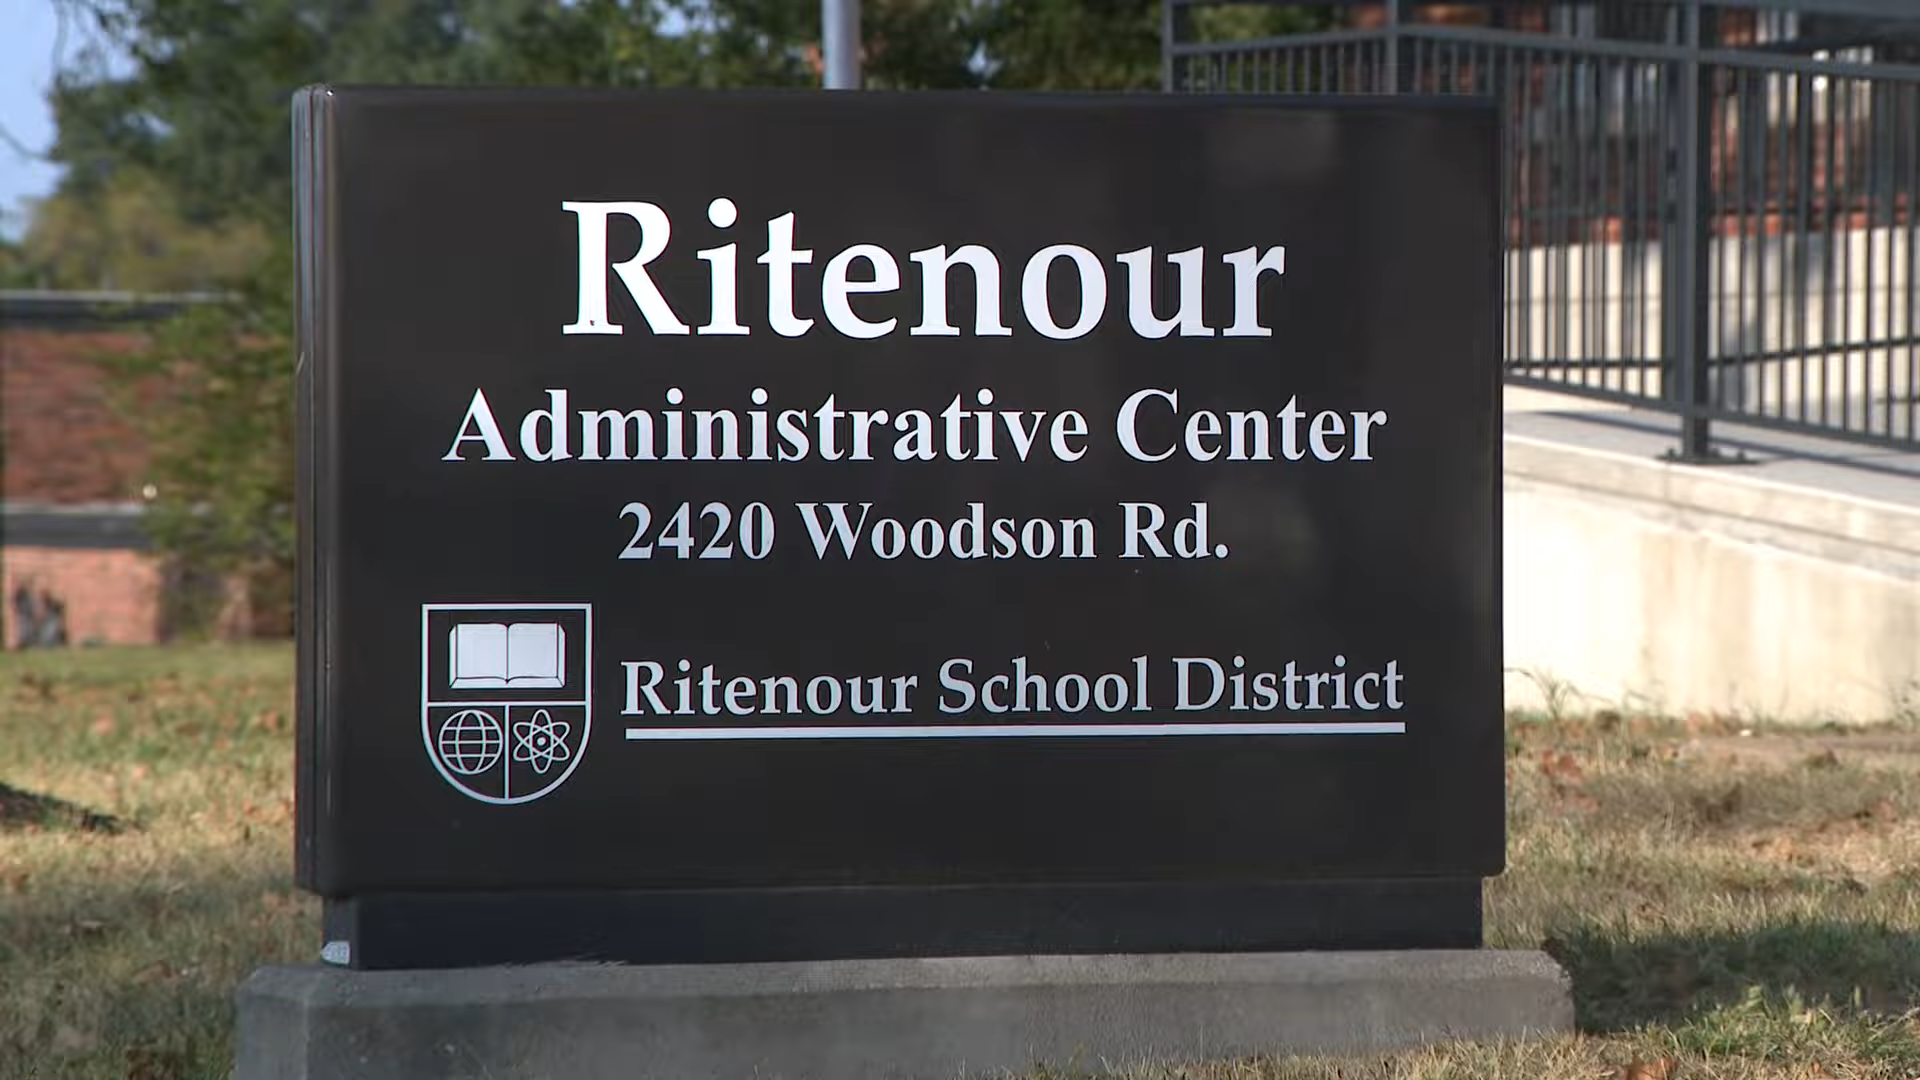 Ritenour
Administrative Center
2420 Woodson Rd.
Ritenour School District